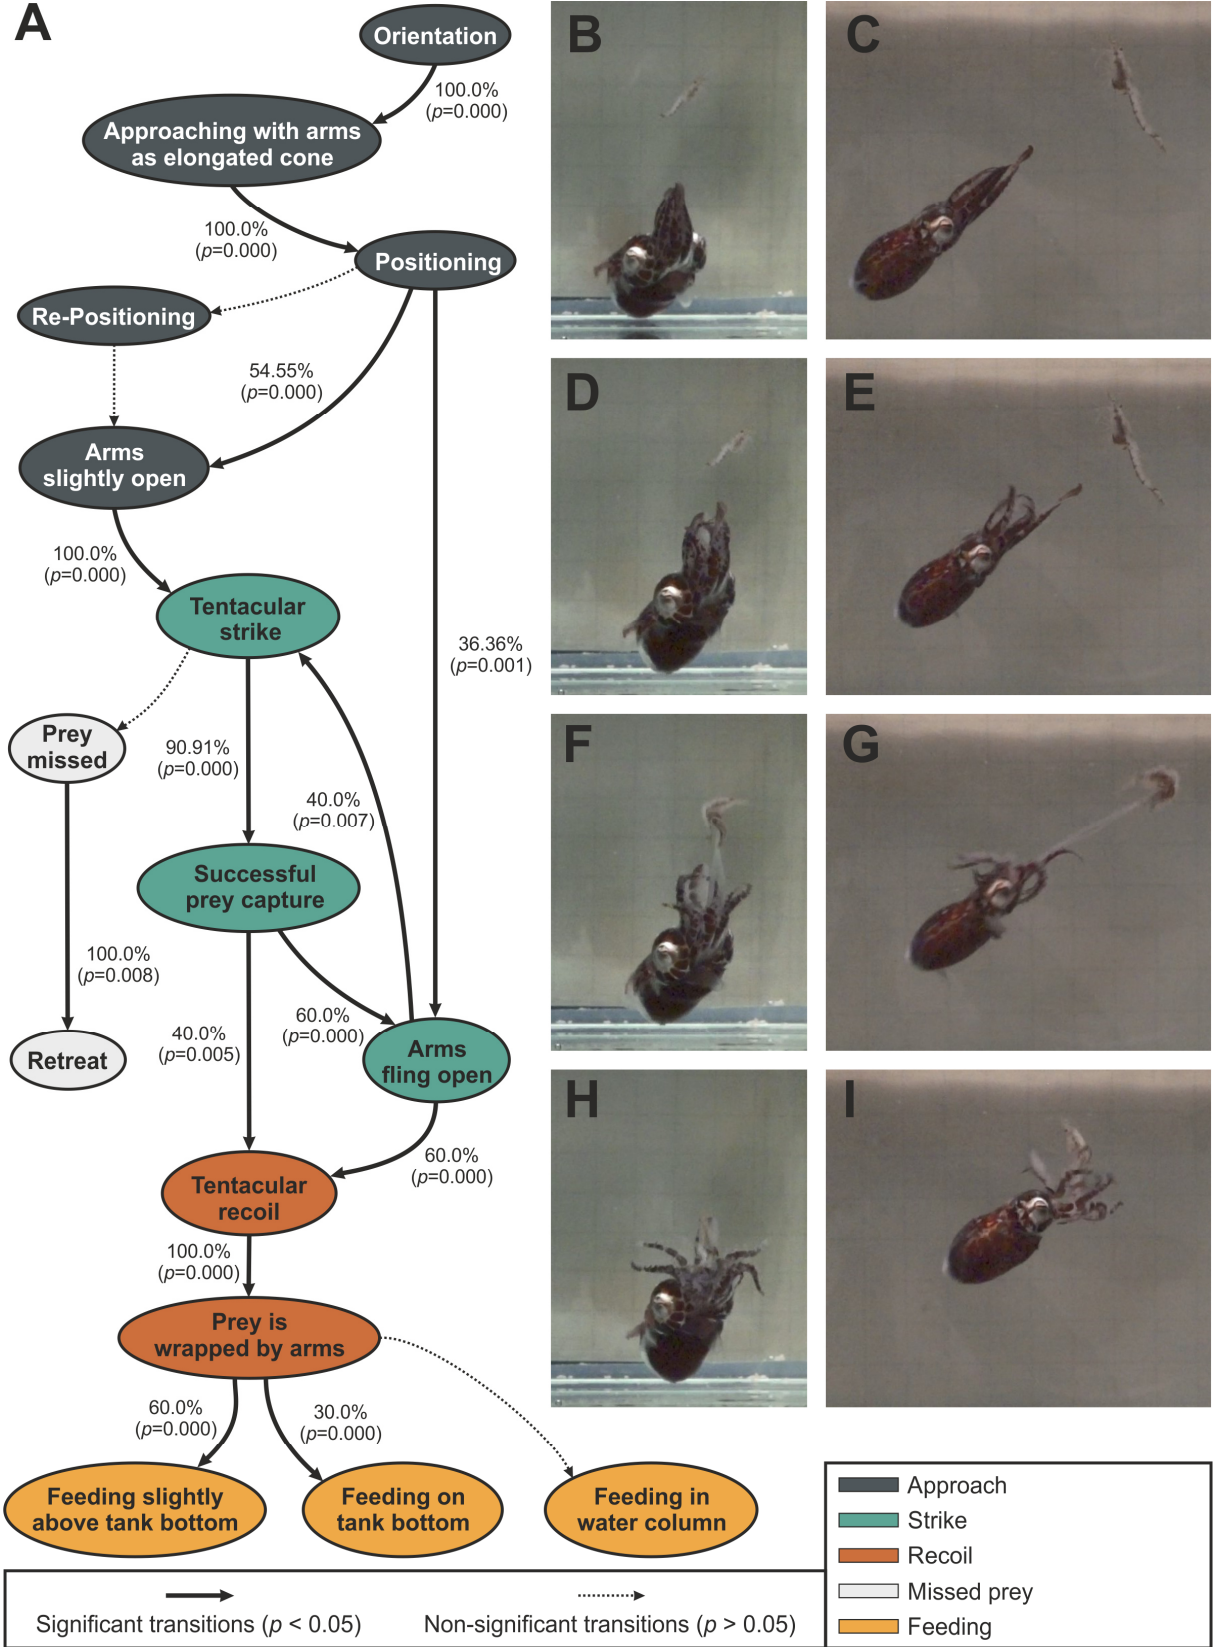 A
Orientation
100.0%
(p=0.000)
Approaching with arms
as elongated cone
100.0%
(p=0.000)
Positioning
Re-Positioning
54.55%
(p=0.000)
Arms
slightly open
100.0%
(p=0.000)
Tentacular
strike
36.36%
(p=0.001)
Prey
missed
90.91%
(p=0.000)
40.0%
(p=0.007)
Successful
prey capture
100.0%
(p=0.008)
60.0%
(p=0.000)
40.0%
(p=0.005)
Retreat
Arms
fling open
60.0%
(p=0.000)
Tentacular
recoil
100.0%
(p=0.000)
Prey is
wrapped by arms
60.0%
(p=0.000)
30.0%
(p=0.000)
Feeding slightly
above tank bottom
Feeding on
tank bottom
Feeding in
water column
Significant transitions (p < 0.05)
Non-significant transitions (p > 0.05)
B
C
D
E
F
G
H
I
Approach
Strike
Recoil
Missed prey
Feeding